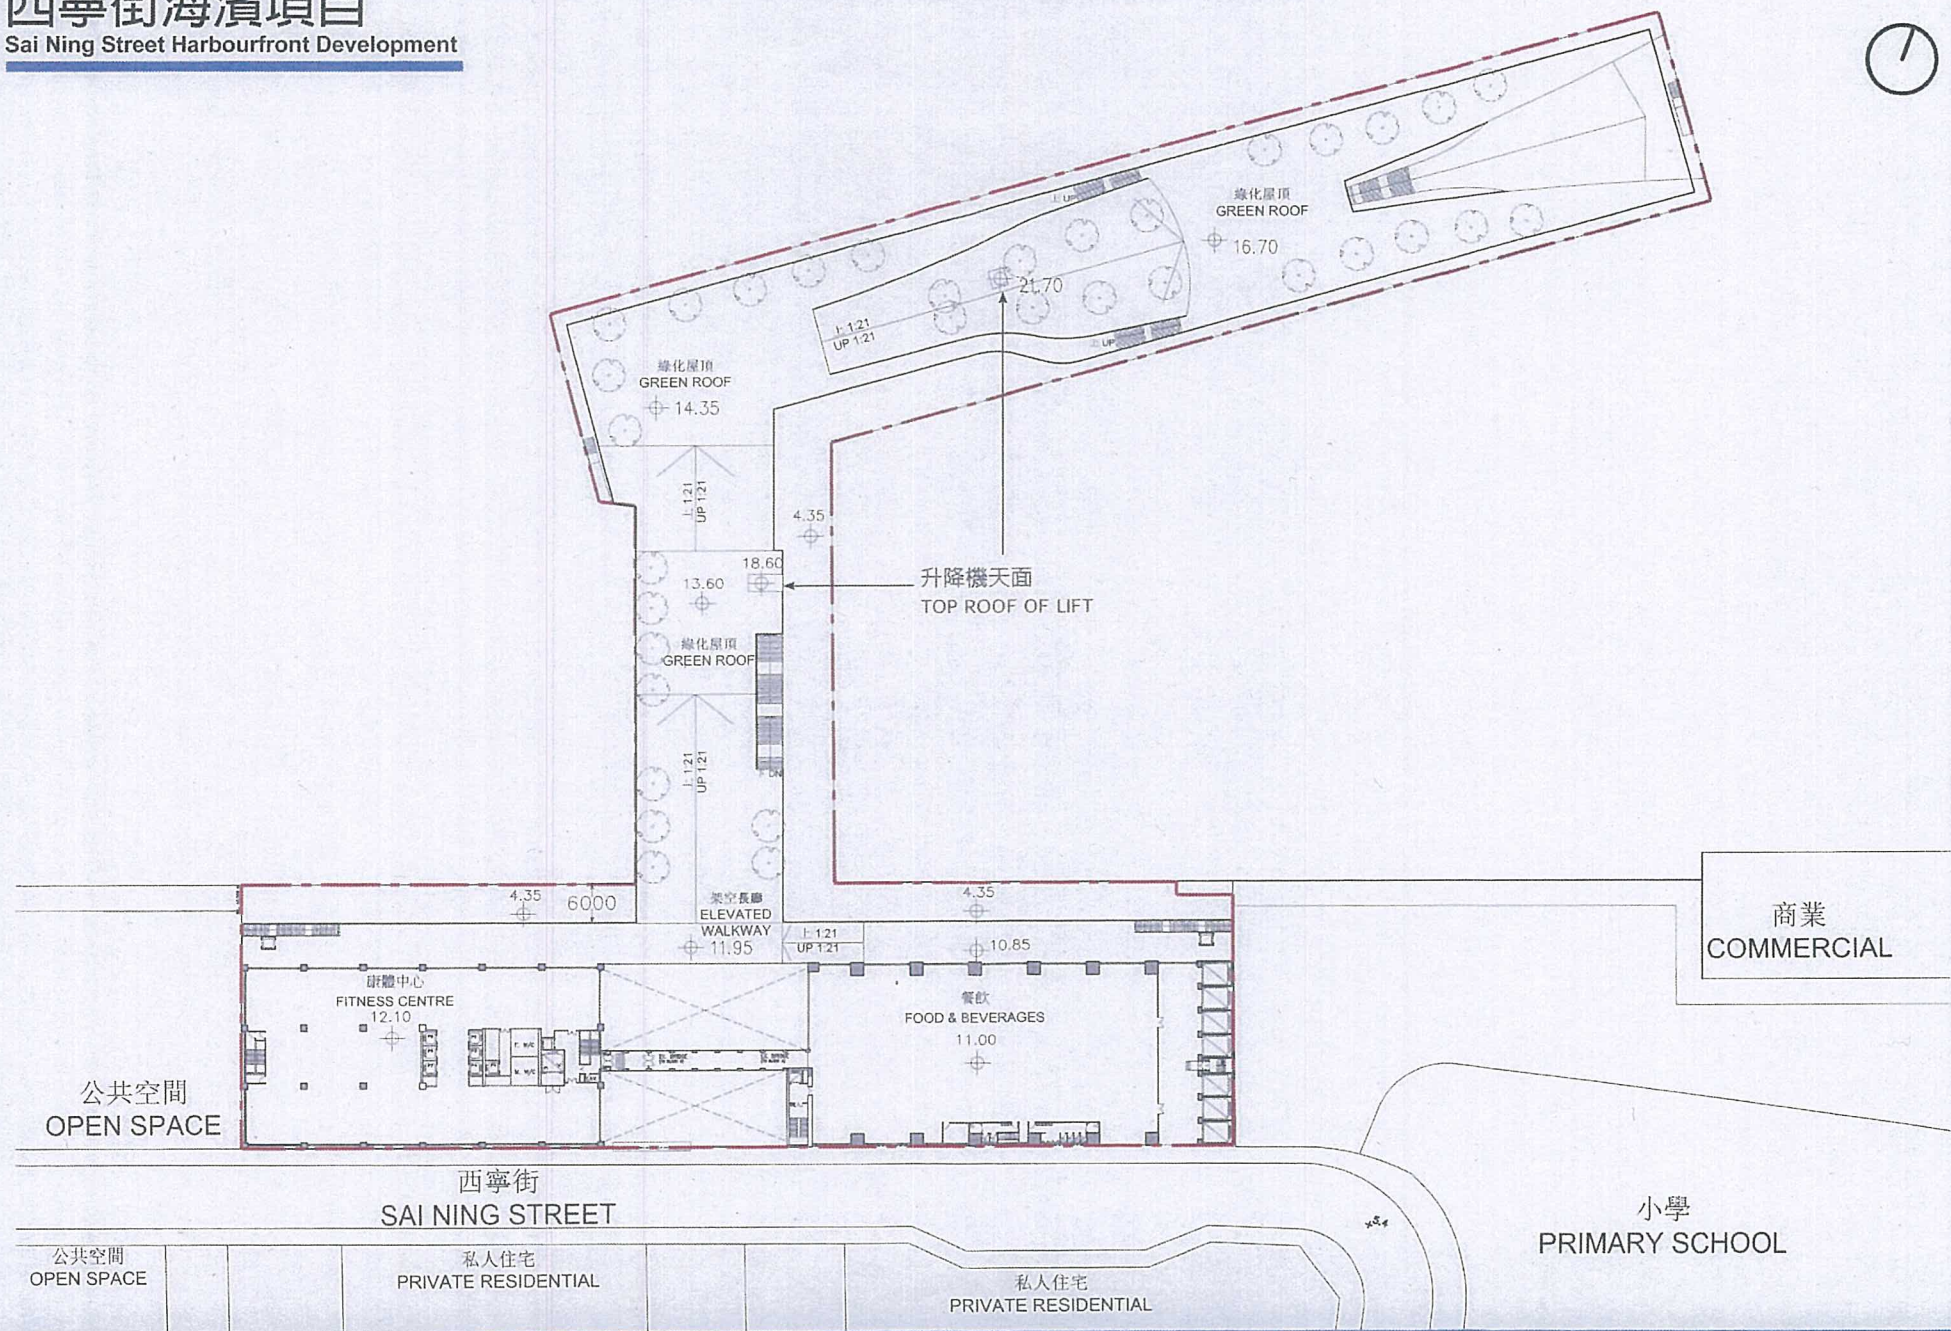 西寧街海濱項目
Sai Ning Street Harbourfront Development
綠化屋頂
GREEN ROOF
16.70
上 UP
21.70
上 1:21
UP 1:21
上 UP
綠化屋頂
GREEN ROOF
14.35
上 1:21
UP 1:21
4.35
18.60
13.60
升降機天面
TOP ROOF OF LIFT
綠化屋頂
GREEN ROOF
上 1:21
UP 1:21
DN
4.35
6000
架空長廊
ELEVATED
WALKWAY
11.95
上 1:21
UP 1:21
4.35
10.85
商業
COMMERCIAL
FITNESS CENTRE
12.10
餐飲
FOOD & BEVERAGES
11.00
公共空間
OPEN SPACE
西寧街
SAI NING STREET
小學
PRIMARY SCHOOL
公共空間
OPEN SPACE
私人住宅
PRIVATE RESIDENTIAL
私人住宅
PRIVATE RESIDENTIAL